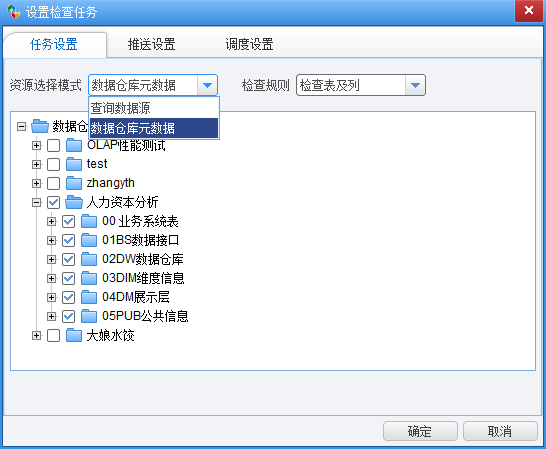 设置检查任务
任务设置 推送设置 调度设置
资源选择模式 数据仓库元数据 检查规则 检查表及列
查询数据源
数据仓库元数据
数据仓
OLAP性能测试
test
zhangyth
人力资本分析
00 业务系统表
01BS数据接口
02DW数据仓库
03DIM维度信息
04DM展示层
05PUB公共信息
大娘水饺
确定 取消